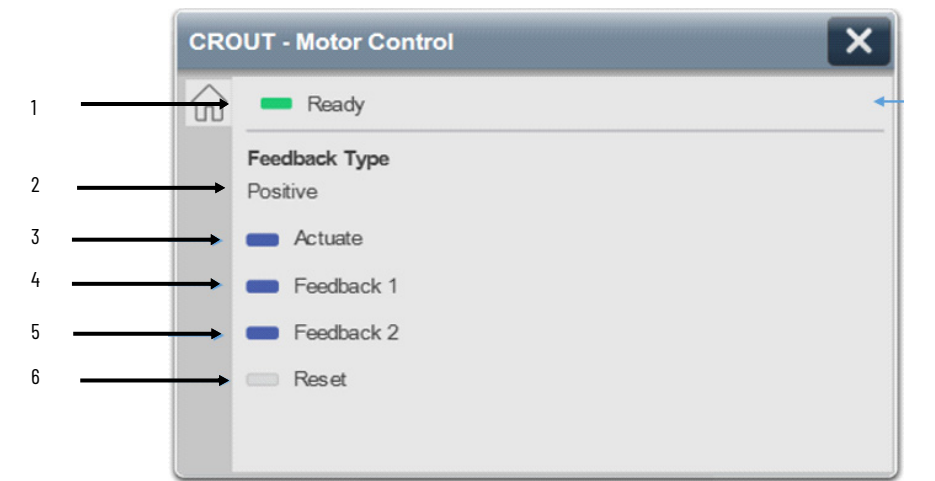 CROUT - Motor Control
1 Ready
Feedback Type
2 Positive
3 Actuate
4 Feedback 1
5 Feedback 2
6 Reset